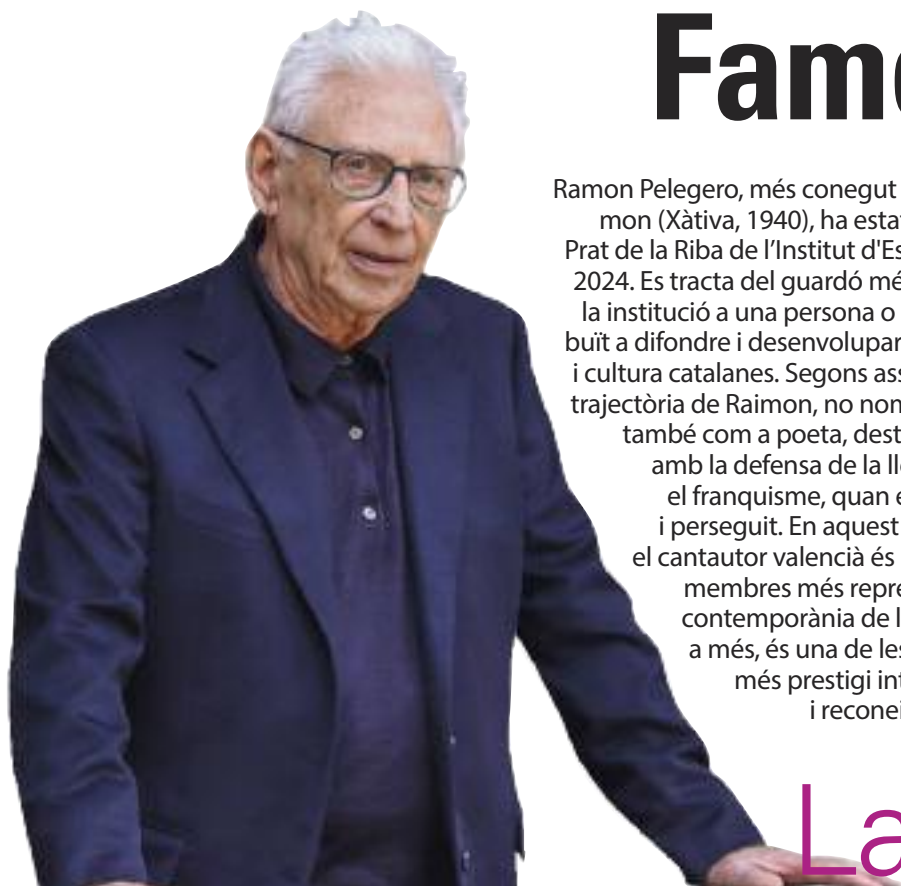 Famo
Ramon Pelegero, més conegut
mon (Xàtiva, 1940), ha esta
Prat de la Riba de l’Institut d'Es
2024. Es tracta del guardó mé
la institució a una persona o
buït a difondre i desenvolupar
i cultura catalanes. Segons ass
trajectòria de Raimon, no nom
també com a poeta, dest
amb la defensa de la ll
el franquisme, quan e
i perseguit. En aquest
el cantautor valencià és
membres més repre
contemporània de l
a més, és una de les
més prestigi int
i reconei
La